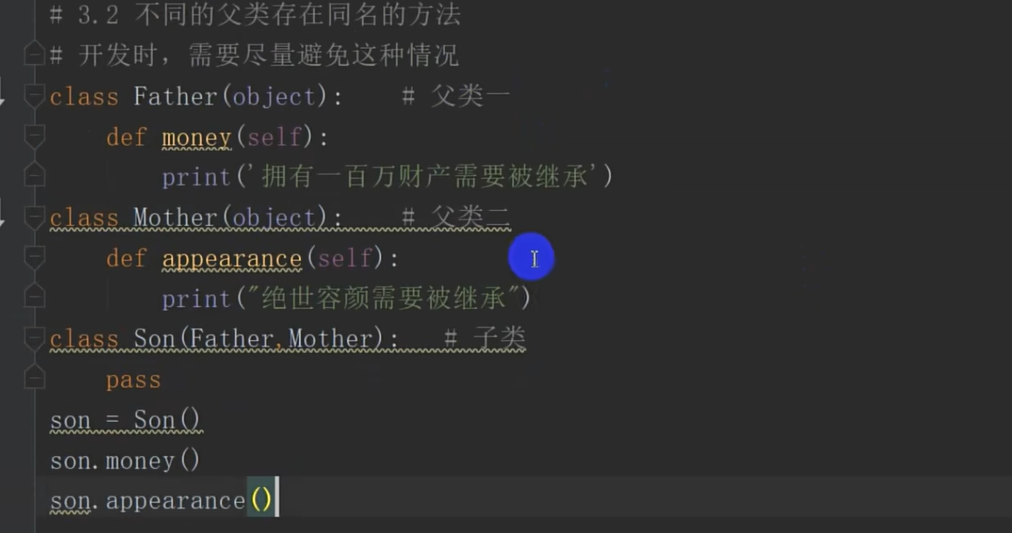 # 3.2 不同的父类存在同名的方法
# 开发时，需要尽量避免这种情况
class Father(object):    # 父类一
    def money(self):
        print('拥有一百万财产需要被继承')
class Mother(object):    # 父类二
    def appearance(self):
        print("绝世容颜需要被继承")
class Son(Father,Mother):   # 子类
    pass
son = Son()
son.money()
son.appearance()